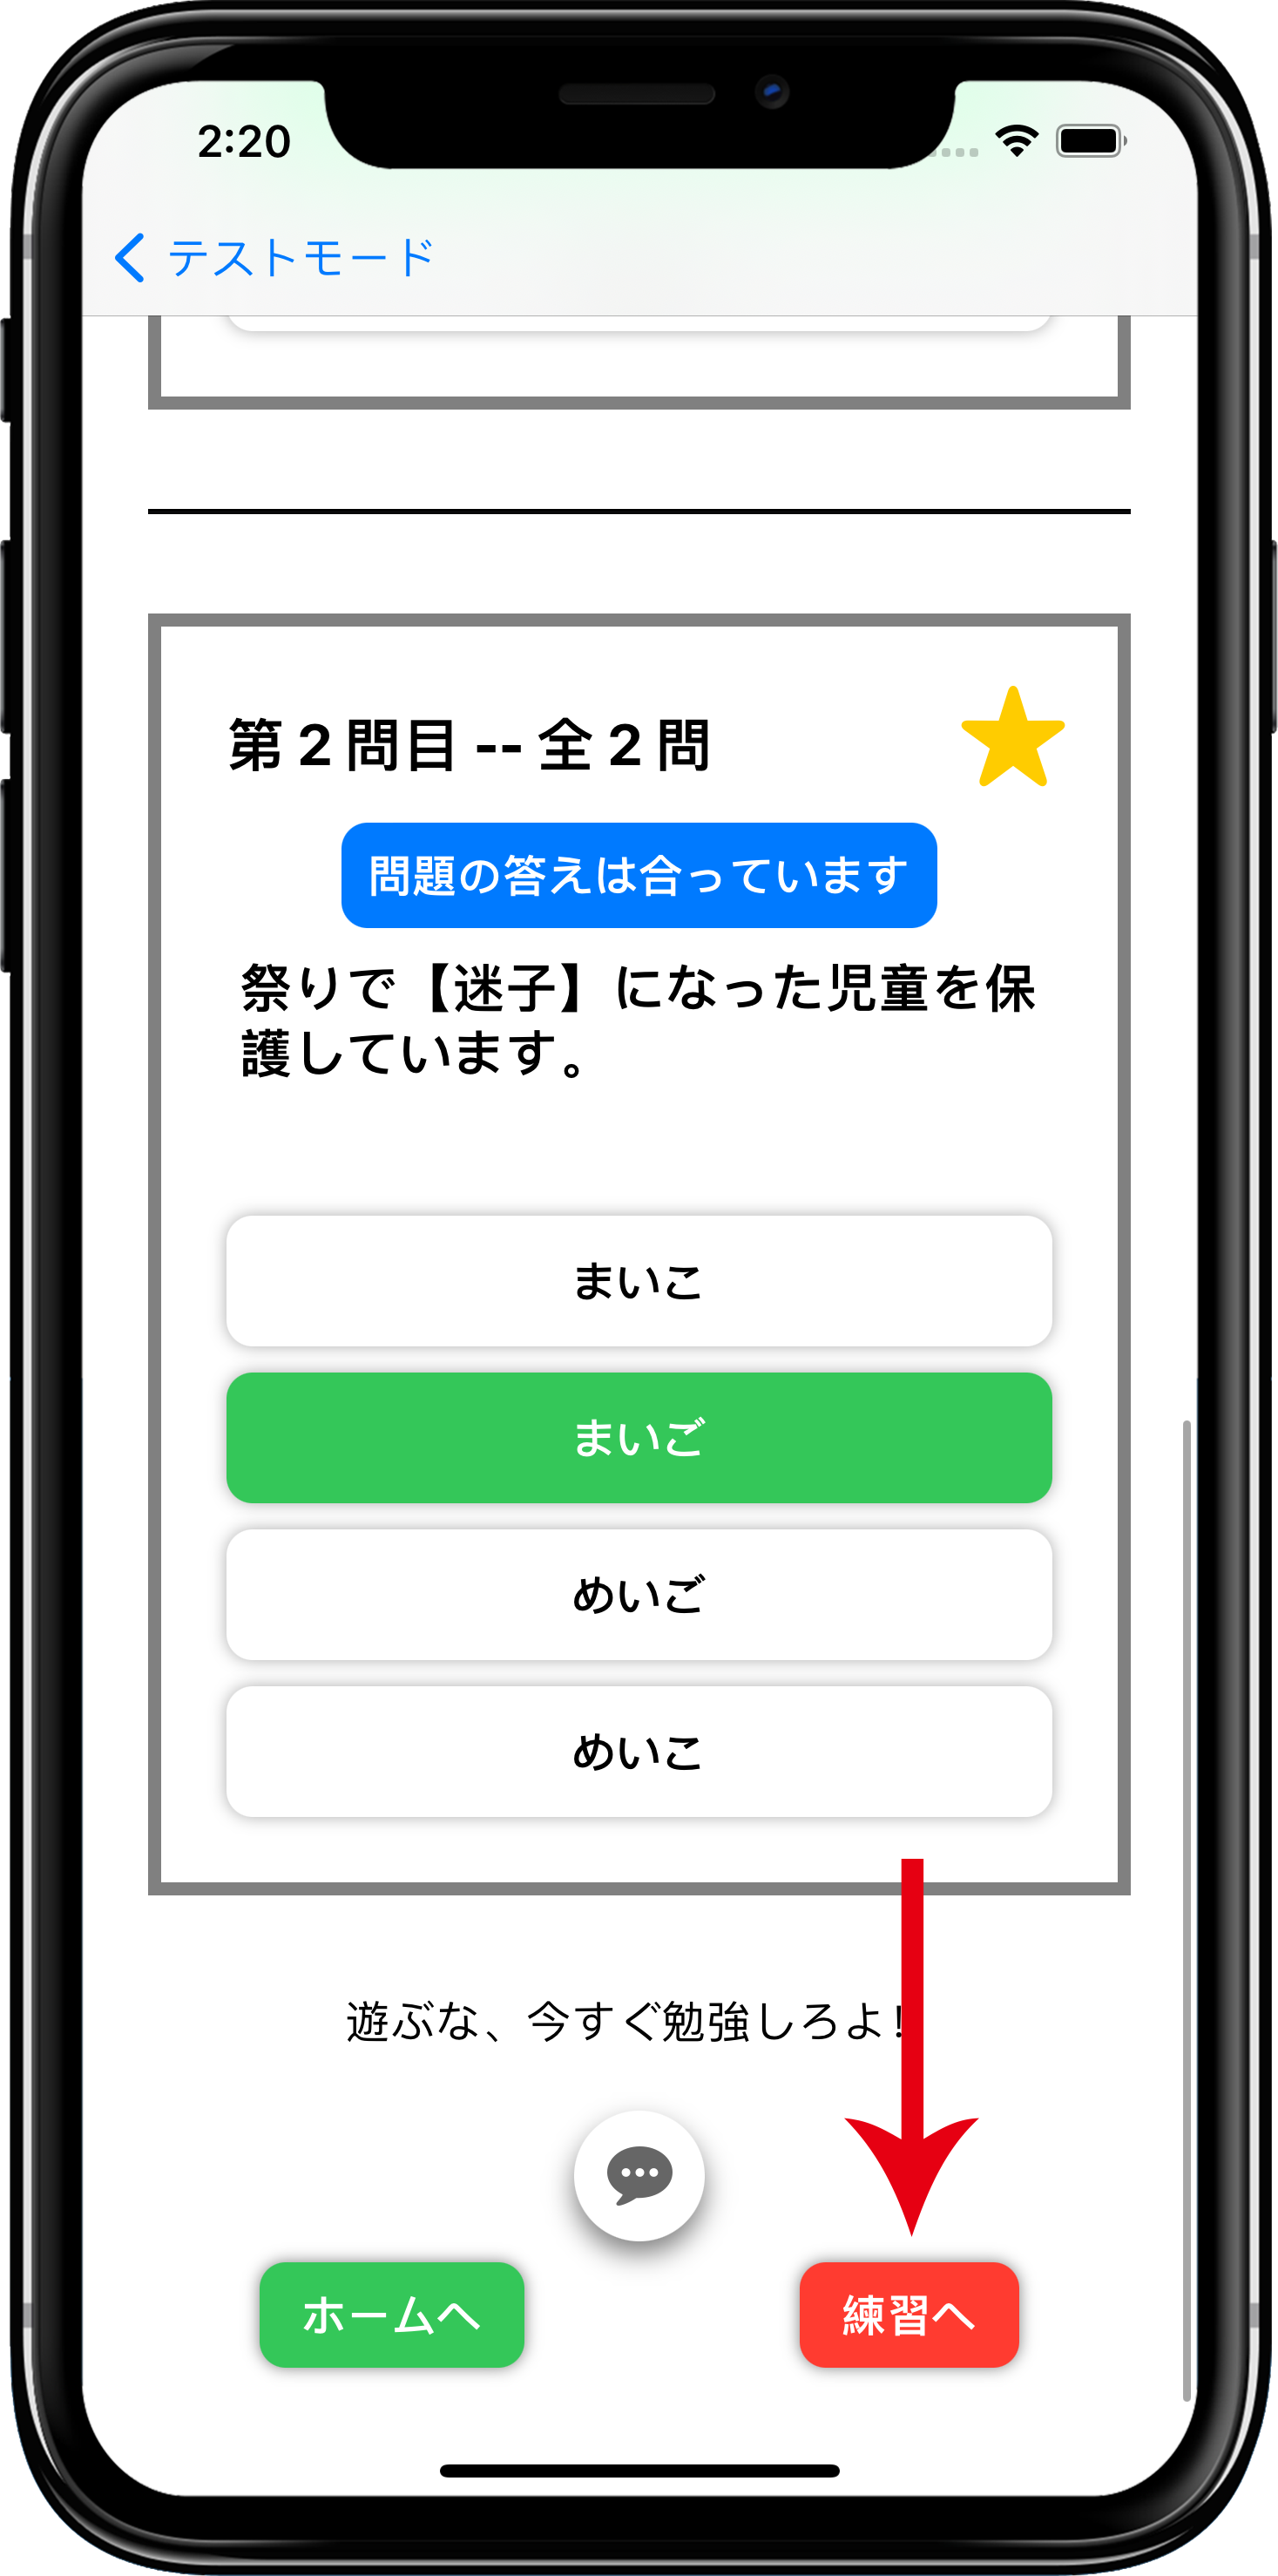 2:20
テストモード
第 2 問目 -- 全 2 問
問題の答えは合っています
祭りで【迷子】になった児童を保
護しています。
まいこ
まいご
めいご
めいこ
遊ぶな、今すぐ勉強しろよ!
ホームへ
練習へ